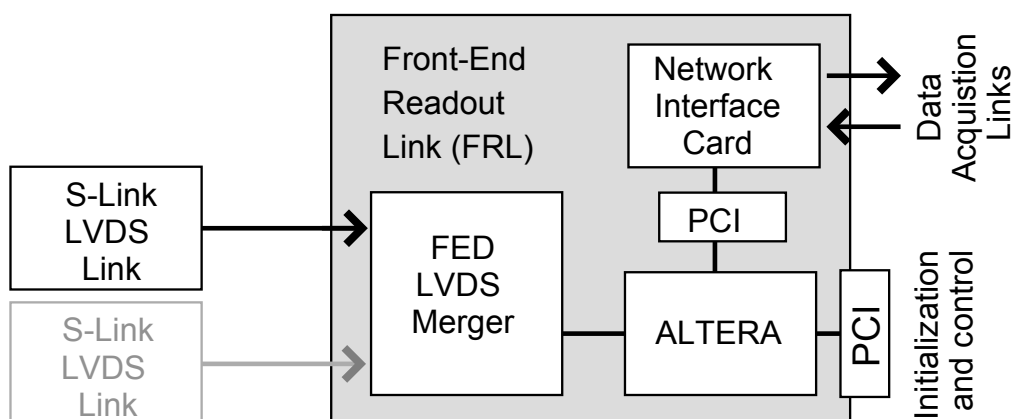 Front-End
Readout
Link (FRL)
Network
Interface
Card
Data
Acquistion
Links
S-Link
LVDS
Link
PCI
FED
LVDS
Merger
ALTERA
PCI
Initialization
and control
S-Link
LVDS
Link